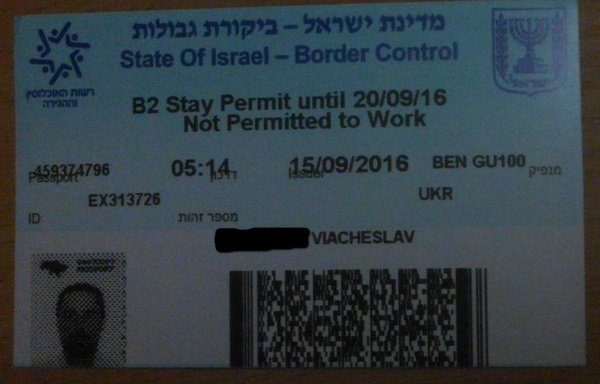 מדינת ישראל - ביקורת גבולות
State Of Israel – Border Control
רשות האוכלוסין
וההגירה
B2 Stay Permit until 20/09/16
Not Permitted to Work
459374796 05:14 15/09/2016 BEN GU100 מנפיק
Passport דרכון Issuer
EX313726 UKR
ID מספר זהות
VIACHESLAV
PASSPORT